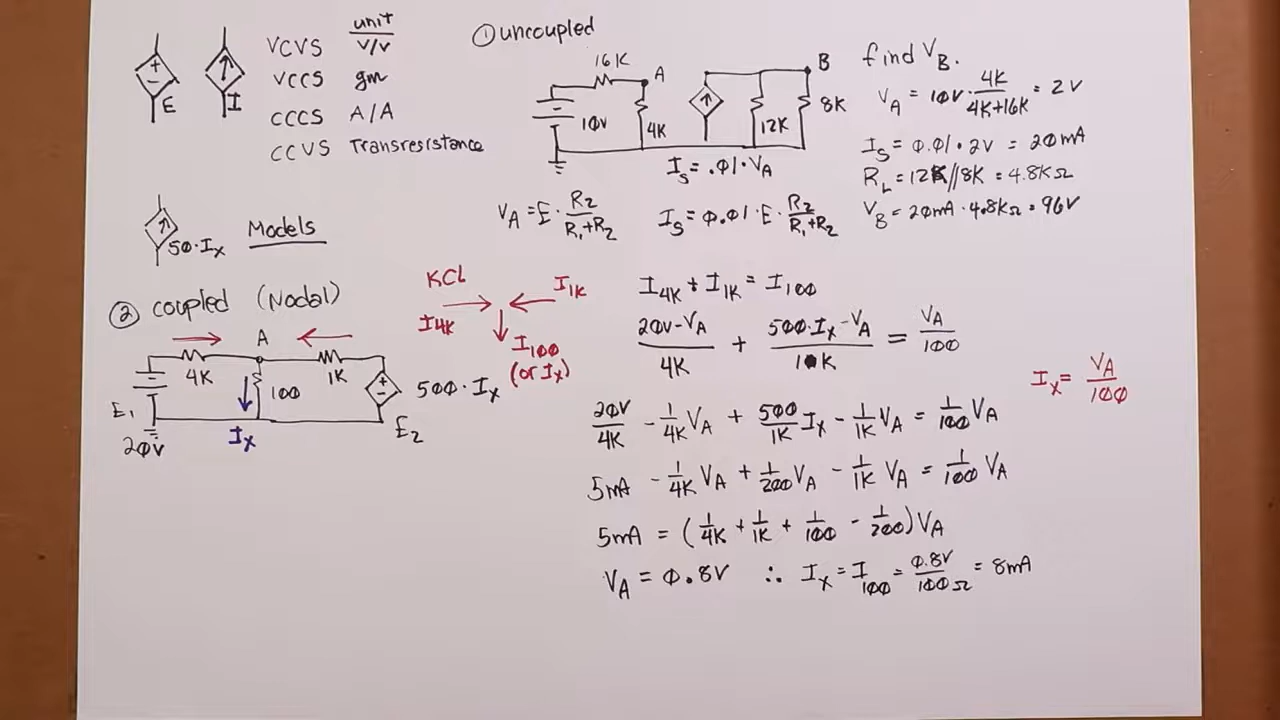 unit
VCVS V/V
VCCS gm
CCCS A/A
CCVS Transresistance
+
-
E
I
50·Ix
Models
① uncoupled
16K
A
B
10V
4K
12K
8K
Is = .01·VA
VA = E · R2/(R1+R2)
Is = 0.01 · E · R2/(R1+R2)
find VB.
VA = 10V · 4K/(4K+16K) = 2V
Is = 0.01 · 2V = 20mA
RL = 12K//8K = 4.8KΩ
VB = 20mA · 4.8KΩ = 96V
② coupled (Nodal)
A
4K
1K
100
+
-
500·Ix
E1
20V
Ix
E2
KCL
I4K
I1K
I100
(or Ix)
I4K + I1K = I100
(20V-VA)/4K + (500·Ix-VA)/1K = VA/100
Ix = VA/100
20V/4K - 1/4K VA + 500/1K Ix - 1/1K VA = 1/100 VA
5mA - 1/4K VA + 1/200 VA - 1/1K VA = 1/100 VA
5mA = (1/4K + 1/1K + 1/100 - 1/200) VA
VA = 0.8V ∴ Ix = I100 = 0.8V/100Ω = 8mA